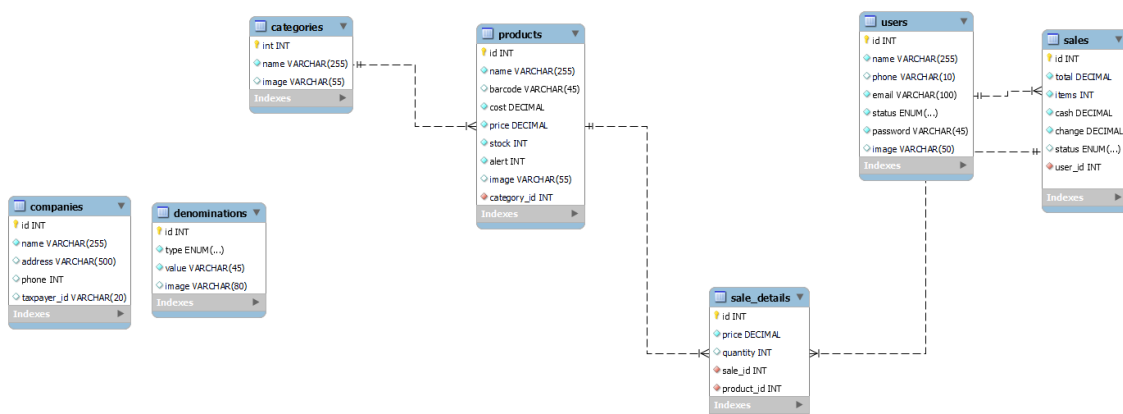 categories
int INT
name VARCHAR(255)
image VARCHAR(55)
Indexes
products
id INT
name VARCHAR(255)
barcode VARCHAR(45)
cost DECIMAL
price DECIMAL
stock INT
alert INT
image VARCHAR(55)
category_id INT
Indexes
users
id INT
name VARCHAR(255)
phone VARCHAR(10)
email VARCHAR(100)
status ENUM(...)
password VARCHAR(45)
image VARCHAR(50)
Indexes
sales
id INT
total DECIMAL
items INT
cash DECIMAL
change DECIMAL
status ENUM(...)
user_id INT
Indexes
companies
id INT
name VARCHAR(255)
address VARCHAR(500)
phone INT
taxpayer_id VARCHAR(20)
Indexes
denominations
id INT
type ENUM(...)
value VARCHAR(45)
image VARCHAR(80)
Indexes
sale_details
id INT
price DECIMAL
quantity INT
sale_id INT
product_id INT
Indexes